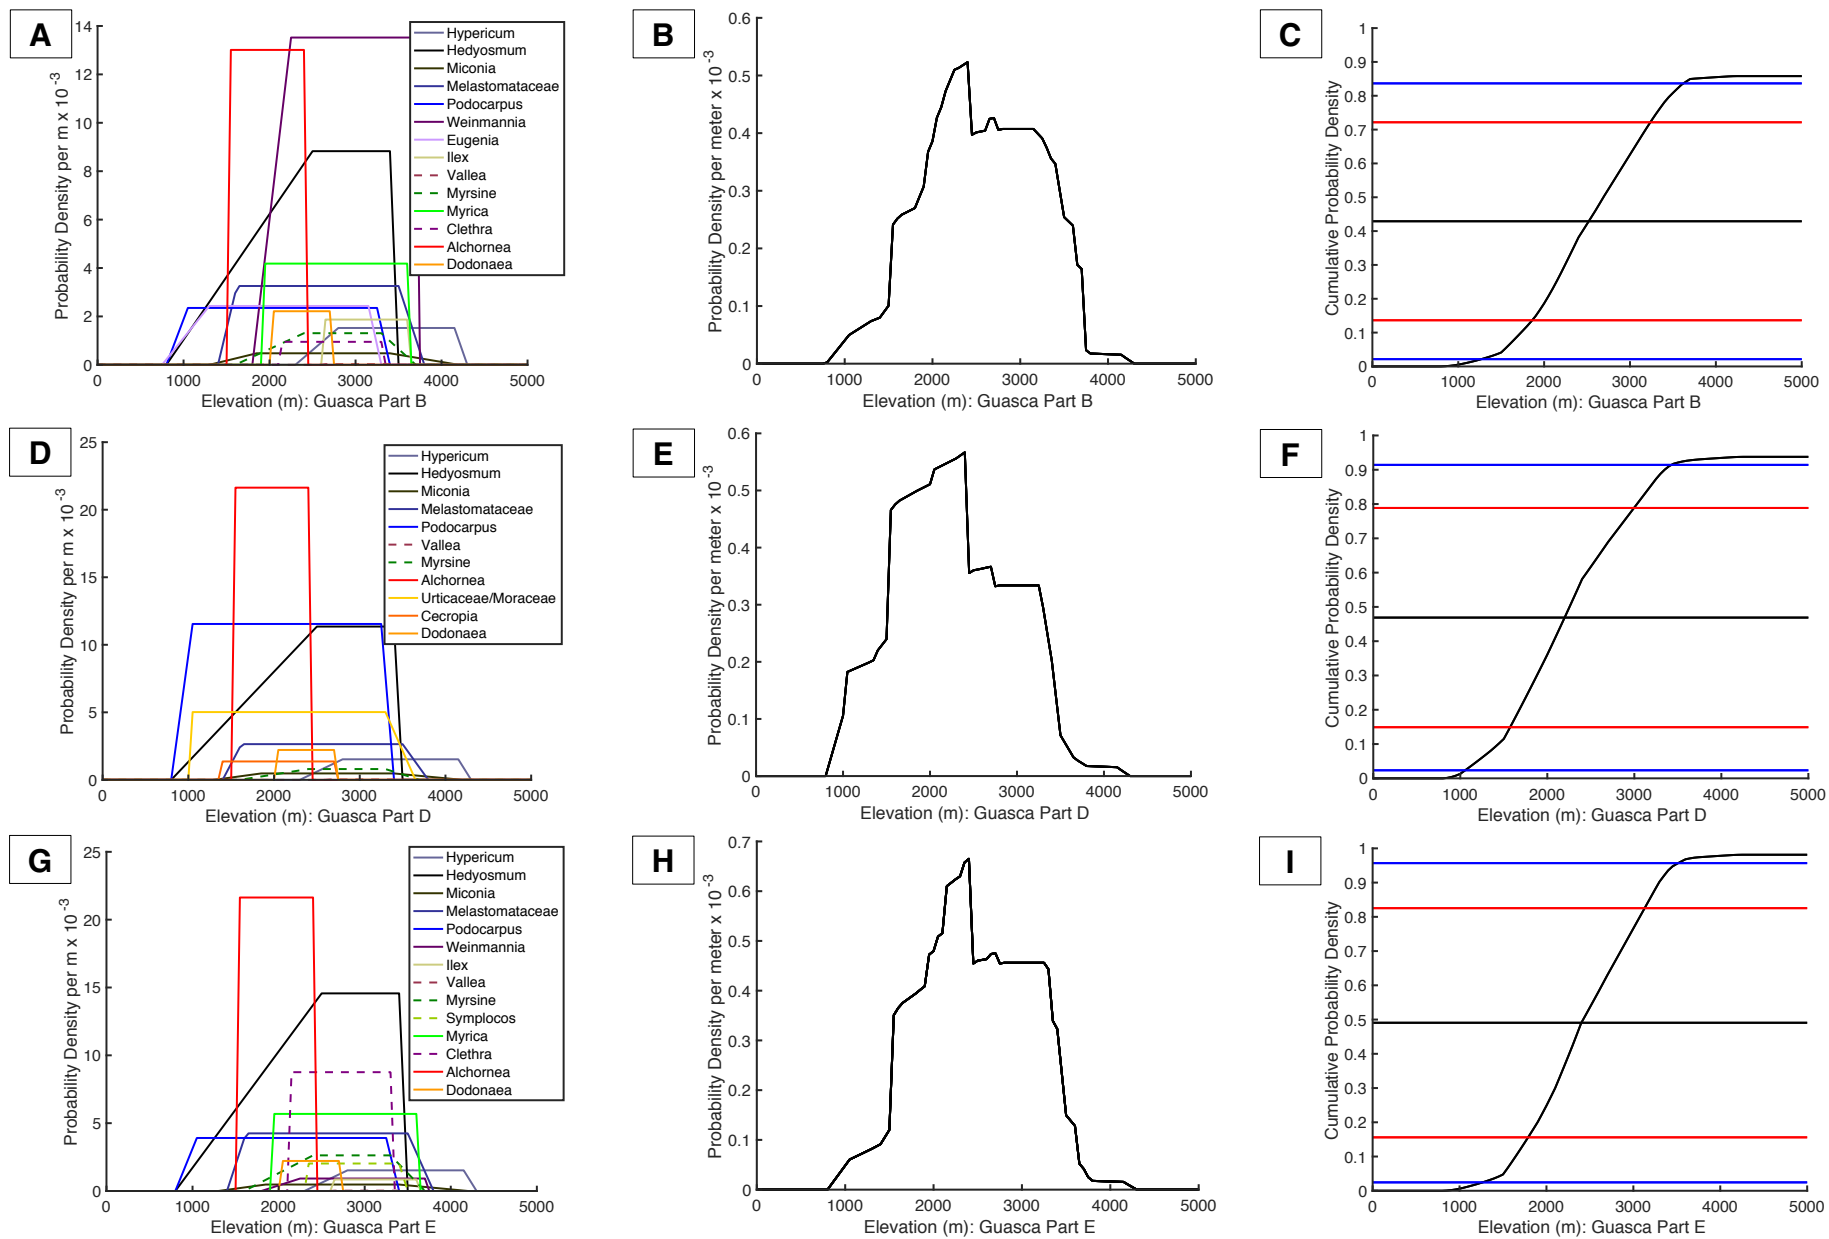 A
Probability Density per m x 10 -3
14
12
10
8
6
4
2
0
0 1000 2000 3000 4000 5000
Elevation (m): Guasca Part B
Hypericum
Hedyosmum
Miconia
Melastomataceae
Podocarpus
Weinmannia
Eugenia
Ilex
Vallea
Myrsine
Myrica
Clethra
Alchornea
Dodonaea
B
Probability Density per meter x 10 -3
0.6
0.5
0.4
0.3
0.2
0.1
0
0 1000 2000 3000 4000 5000
Elevation (m): Guasca Part B
C
Cumulative Probability Density
1
0.9
0.8
0.7
0.6
0.5
0.4
0.3
0.2
0.1
0
0 1000 2000 3000 4000 5000
Elevation (m): Guasca Part B
D
Probability Density per m x 10 -3
25
20
15
10
5
0
0 1000 2000 3000 4000 5000
Elevation (m): Guasca Part D
Hypericum
Hedyosmum
Miconia
Melastomataceae
Podocarpus
Vallea
Myrsine
Alchornea
Urticaceae/Moraceae
Cecropia
Dodonaea
E
Probability Density per meter x 10 -3
0.6
0.5
0.4
0.3
0.2
0.1
0
0 1000 2000 3000 4000 5000
Elevation (m): Guasca Part D
F
Cumulative Probability Density
1
0.9
0.8
0.7
0.6
0.5
0.4
0.3
0.2
0.1
0
0 1000 2000 3000 4000 5000
Elevation (m): Guasca Part D
G
Probability Density per m x 10 -3
25
20
15
10
5
0
0 1000 2000 3000 4000 5000
Elevation (m): Guasca Part E
Hypericum
Hedyosmum
Miconia
Melastomataceae
Podocarpus
Weinmannia
Ilex
Vallea
Myrsine
Symplocos
Myrica
Clethra
Alchornea
Dodonaea
H
Probability Density per meter x 10 -3
0.7
0.6
0.5
0.4
0.3
0.2
0.1
0
0 1000 2000 3000 4000 5000
Elevation (m): Guasca Part E
I
Cumulative Probability Density
1
0.9
0.8
0.7
0.6
0.5
0.4
0.3
0.2
0.1
0
0 1000 2000 3000 4000 5000
Elevation (m): Guasca Part E